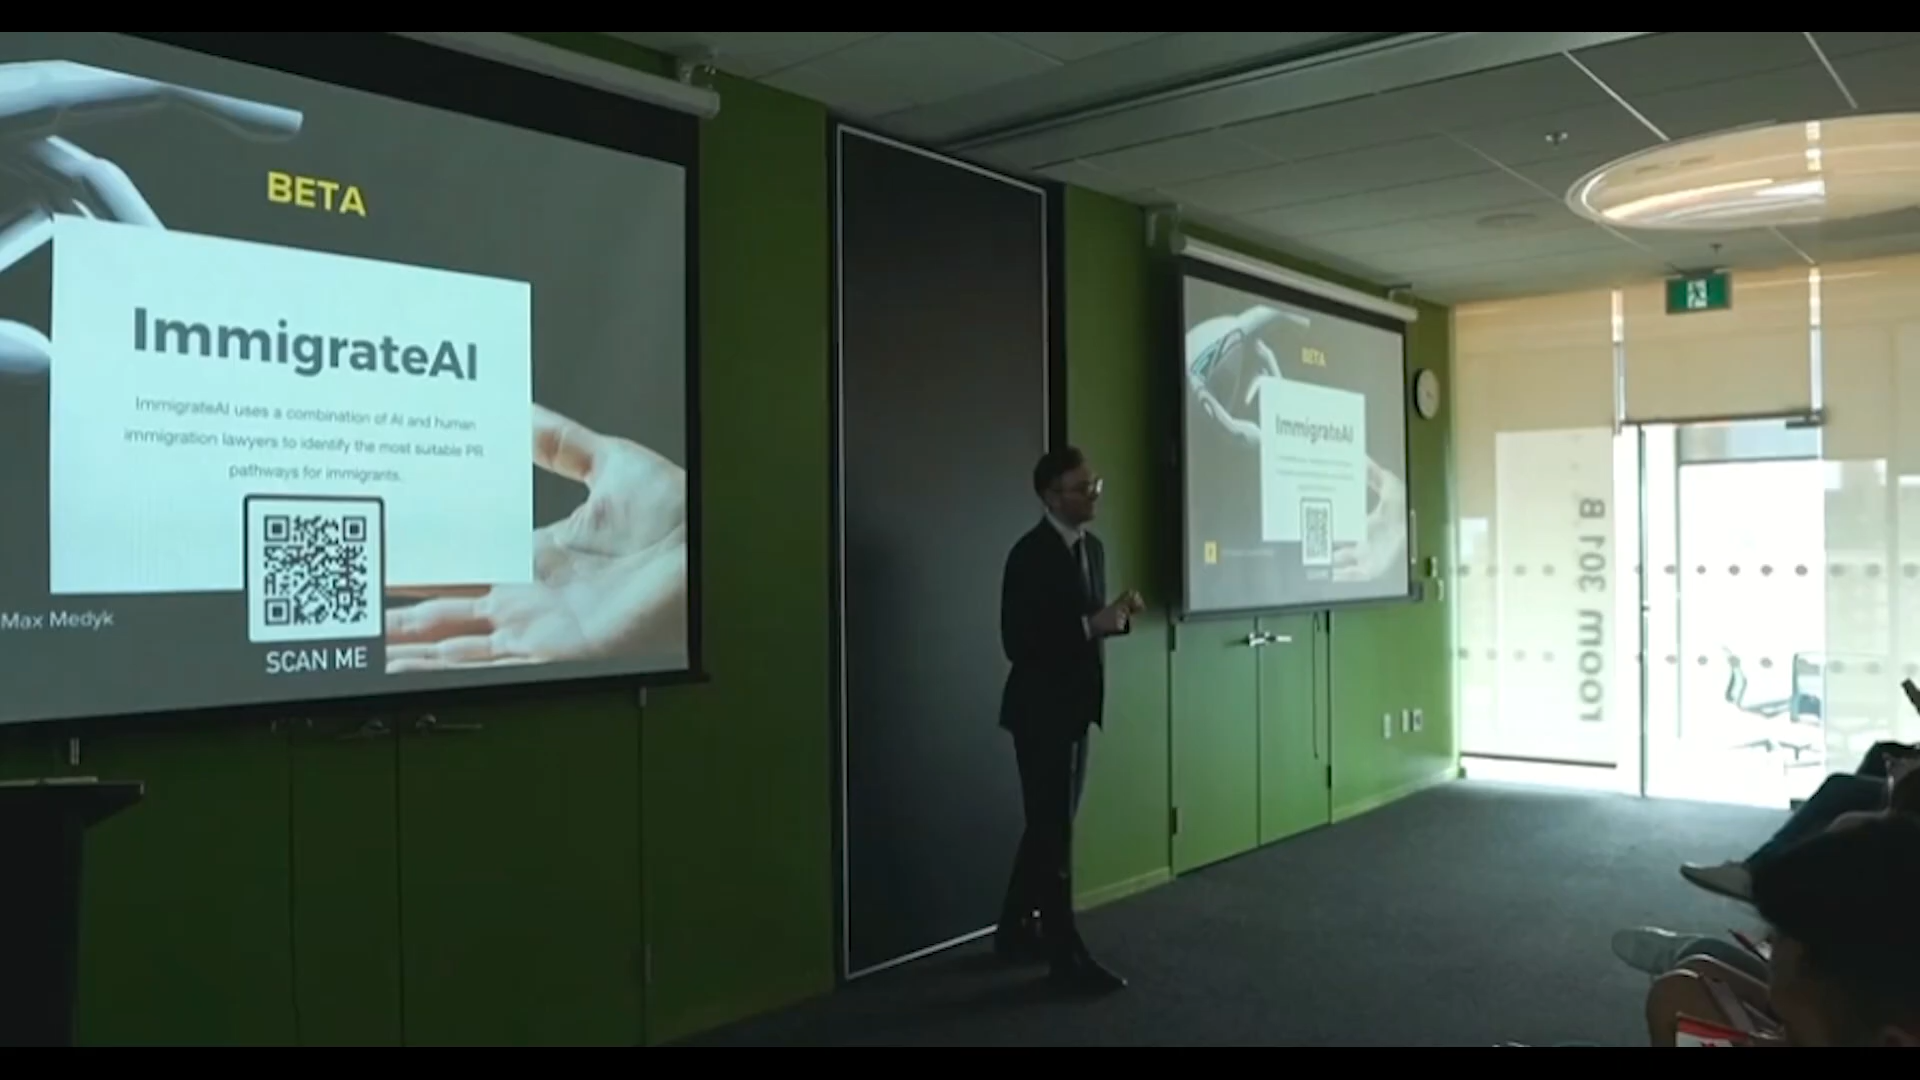 BETA
ImmigrateAI
ImmigrateAI uses a combination of AI and human
immigration lawyers to identify the most suitable PR
pathways for immigrants.
Max Medyk
SCAN ME
BETA
ImmigrateAI
room 301 B